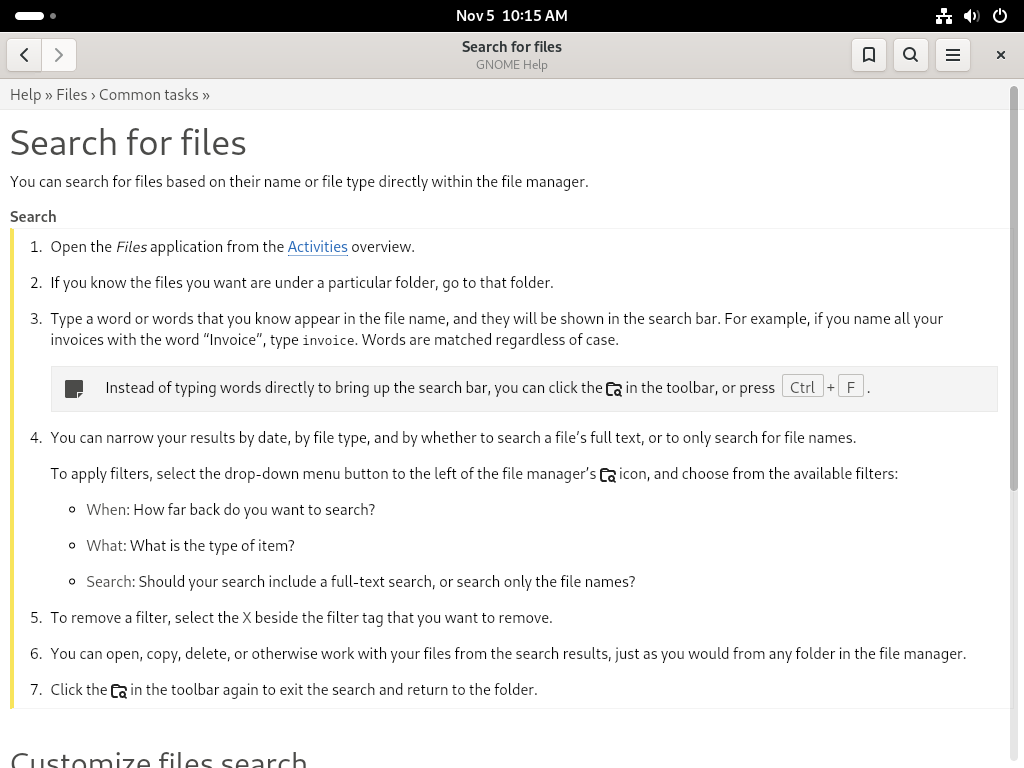 Nov 5  10:15 AM
Search for files
GNOME Help
Help » Files › Common tasks »
Search for files
You can search for files based on their name or file type directly within the file manager.
Search
1. Open the Files application from the Activities overview.
2. If you know the files you want are under a particular folder, go to that folder.
3. Type a word or words that you know appear in the file name, and they will be shown in the search bar. For example, if you name all your
invoices with the word “Invoice”, type invoice. Words are matched regardless of case.
Instead of typing words directly to bring up the search bar, you can click the in the toolbar, or press Ctrl + F .
4. You can narrow your results by date, by file type, and by whether to search a file’s full text, or to only search for file names.
To apply filters, select the drop-down menu button to the left of the file manager’s icon, and choose from the available filters:
When: How far back do you want to search?
What: What is the type of item?
Search: Should your search include a full-text search, or search only the file names?
5. To remove a filter, select the X beside the filter tag that you want to remove.
6. You can open, copy, delete, or otherwise work with your files from the search results, just as you would from any folder in the file manager.
7. Click the in the toolbar again to exit the search and return to the folder.
Customize files search